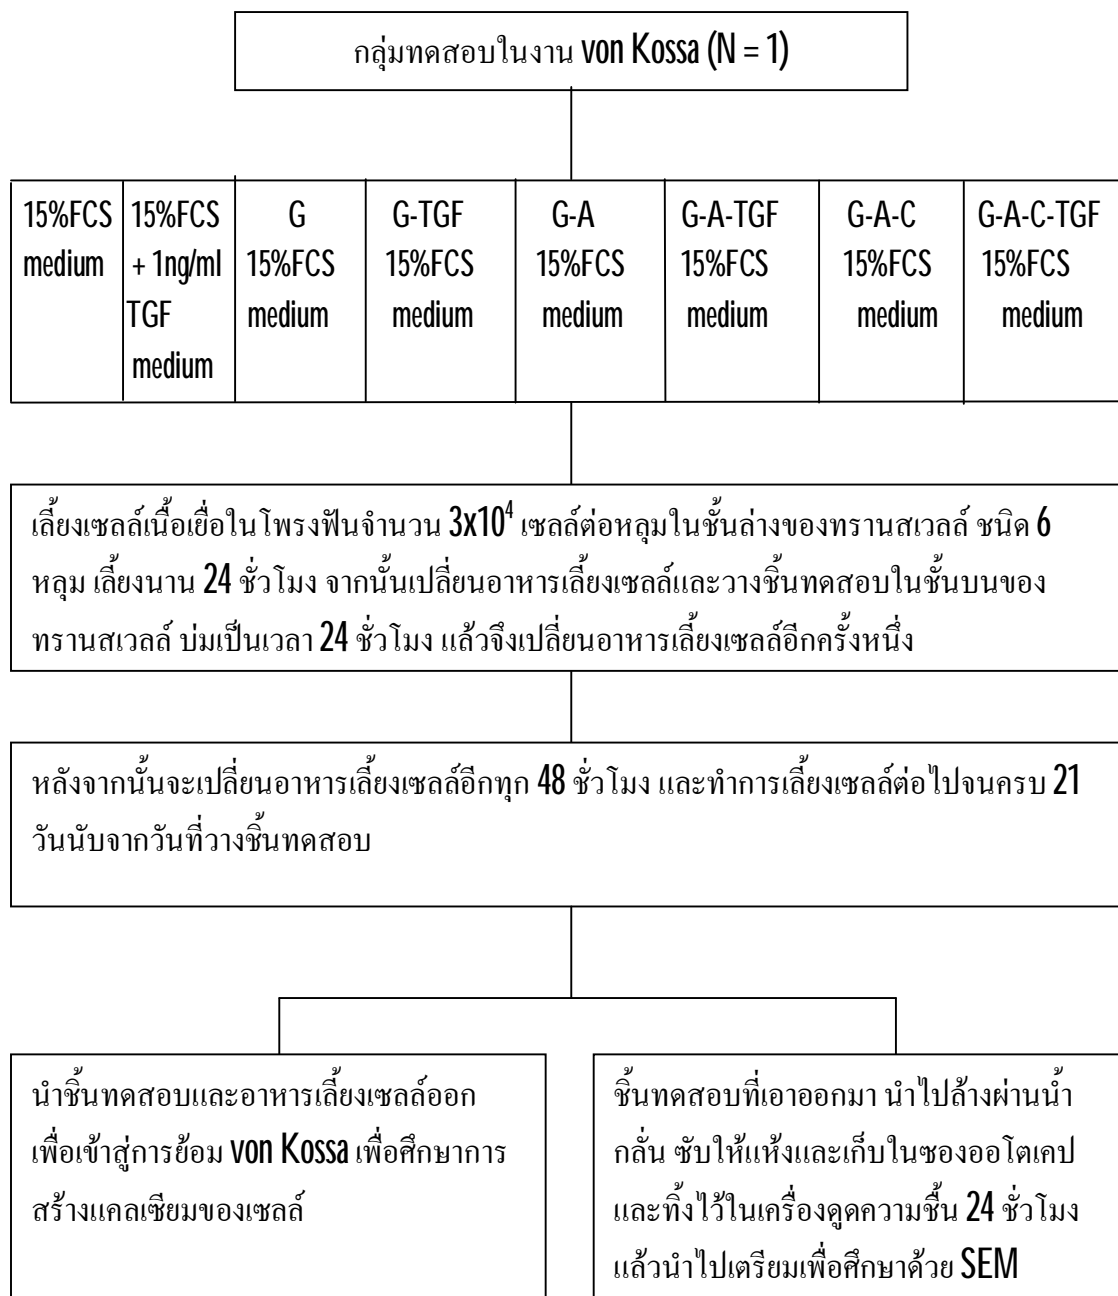 กลุ่มทดสอบในงาน von Kossa (N = 1)
15%FCS
medium
15%FCS
+ 1ng/ml
TGF
medium
G
15%FCS
medium
G-TGF
15%FCS
medium
G-A
15%FCS
medium
G-A-TGF
15%FCS
medium
G-A-C
15%FCS
medium
G-A-C-TGF
15%FCS
medium
เลี้ยงเซลล์เนื้อเยื่อในโพรงฟันจำนวน 3x10⁴ เซลล์ต่อหลุมในชั้นล่างของทรานสเวลล์ ชนิด 6
หลุม เลี้ยงนาน 24 ชั่วโมง จากนั้นเปลี่ยนอาหารเลี้ยงเซลล์และวางชิ้นทดสอบในชั้นบนของ
ทรานสเวลล์ บ่มเป็นเวลา 24 ชั่วโมง แล้วจึงเปลี่ยนอาหารเลี้ยงเซลล์อีกครั้งหนึ่ง
หลังจากนั้นจะเปลี่ยนอาหารเลี้ยงเซลล์อีกทุก 48 ชั่วโมง และทำการเลี้ยงเซลล์ต่อไปจนครบ 21
วันนับจากวันที่วางชิ้นทดสอบ
นำชิ้นทดสอบและอาหารเลี้ยงเซลล์ออก
เพื่อเข้าสู่การย้อม von Kossa เพื่อศึกษาการ
สร้างแคลเซียมของเซลล์
ชิ้นทดสอบที่เอาออกมา นำไปล้างผ่านน้ำ
กลั่น ซับให้แห้งและเก็บในซองออโตเคป
และทิ้งไว้ในเครื่องดูดความชื้น 24 ชั่วโมง
แล้วนำไปเตรียมเพื่อศึกษาด้วย SEM